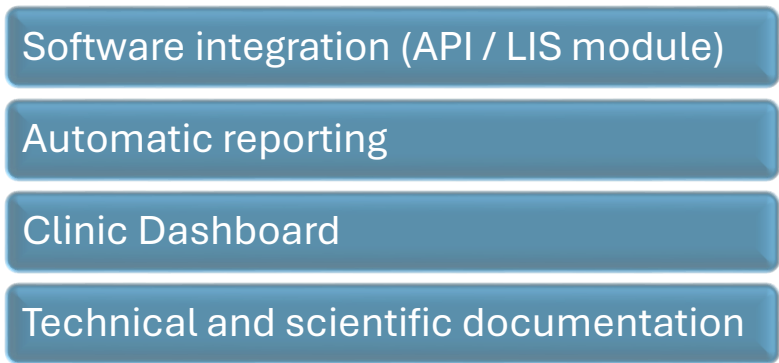 Software integration (API / LIS module)
Automatic reporting
Clinic Dashboard
Technical and scientific documentation